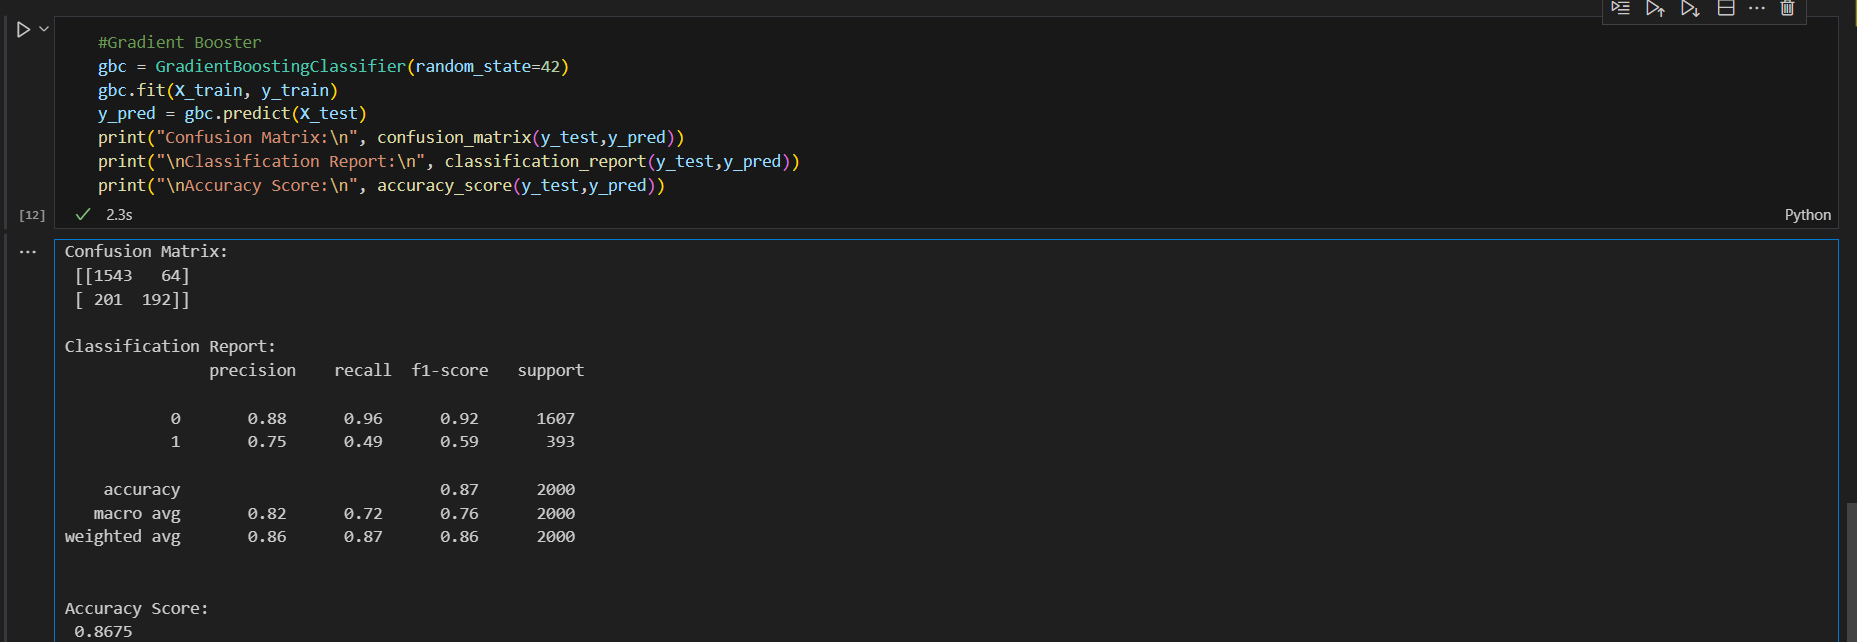 #Gradient Booster
gbc = GradientBoostingClassifier(random_state=42)
gbc.fit(X_train, y_train)
y_pred = gbc.predict(X_test)
print("Confusion Matrix:\n", confusion_matrix(y_test,y_pred))
print("\nClassification Report:\n", classification_report(y_test,y_pred))
print("\nAccuracy Score:\n", accuracy_score(y_test,y_pred))
[12] 2.3s Python
Confusion Matrix:
[[1543   64]
[ 201  192]]
Classification Report:
precision    recall  f1-score   support
0       0.88      0.96      0.92      1607
1       0.75      0.49      0.59       393
accuracy                           0.87      2000
macro avg       0.82      0.72      0.76      2000
weighted avg       0.86      0.87      0.86      2000
Accuracy Score:
0.8675